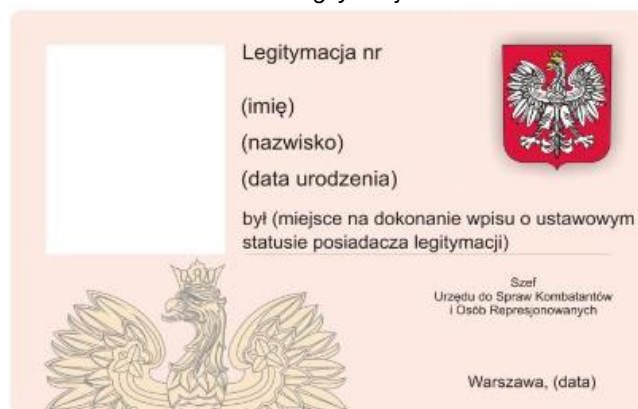 Legitymacja nr
(imię)
(nazwisko)
(data urodzenia)
był (miejsce na dokonanie wpisu o ustawowym
statusie posiadacza legitymacji)
Szef
Urzędu do Spraw Kombatantów
i Osób Represjonowanych
Warszawa, (data)